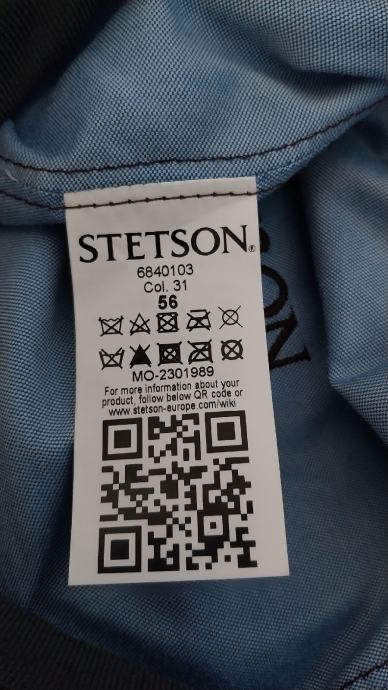 STETSON®
6840103
Col. 31
56
MO-2301989
For more information about your
product, follow below QR code or
www.stetson-europe.com/wiki